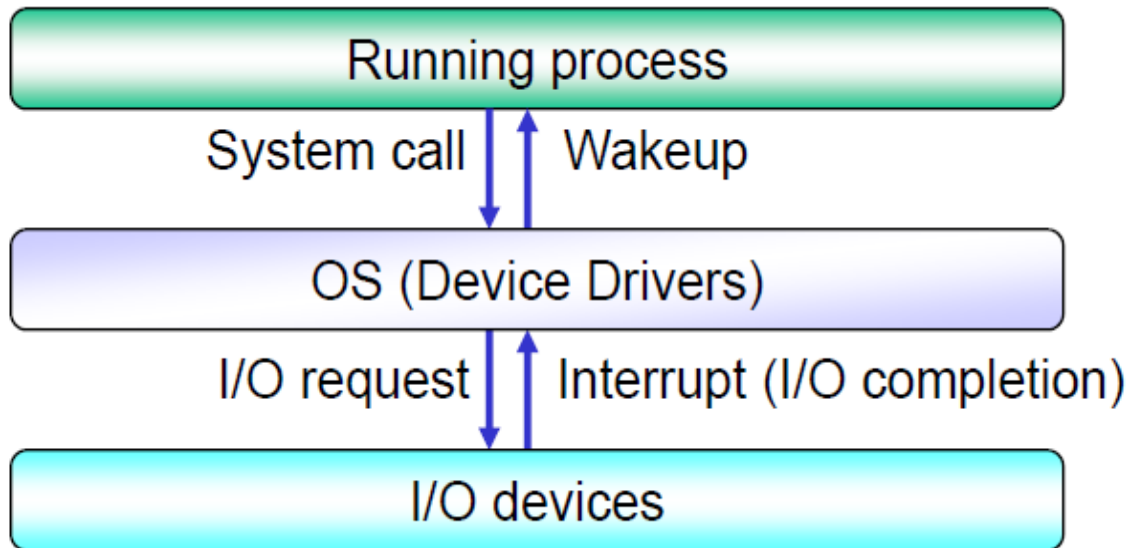 Running process
System call Wakeup
OS (Device Drivers)
I/O request Interrupt (I/O completion)
I/O devices